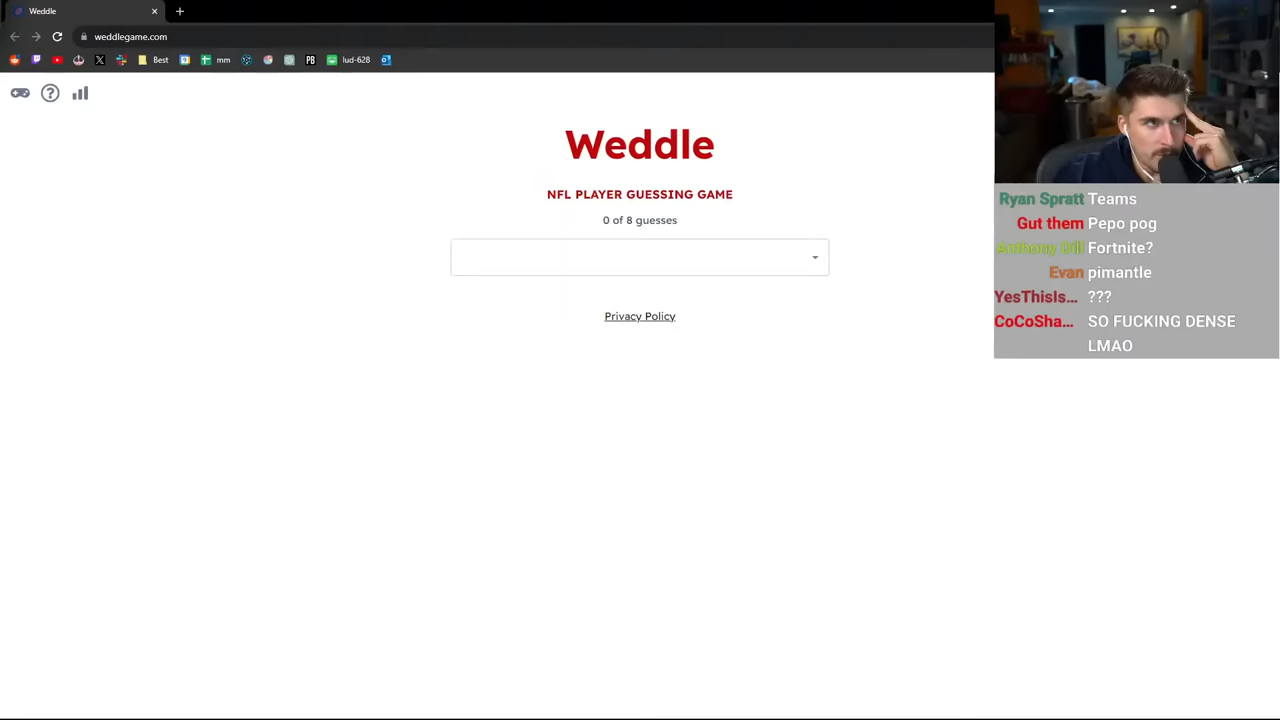 Weddle
weddlegame.com
Best
mm
PB
lud-628
Weddle
NFL PLAYER GUESSING GAME
0 of 8 guesses
Privacy Policy
Ryan Spratt Teams
Gut them Pepo pog
Anthony Dill Fortnite?
Evan pimantle
YesThisIs... ???
CoCoSha... SO FUCKING DENSE
LMAO